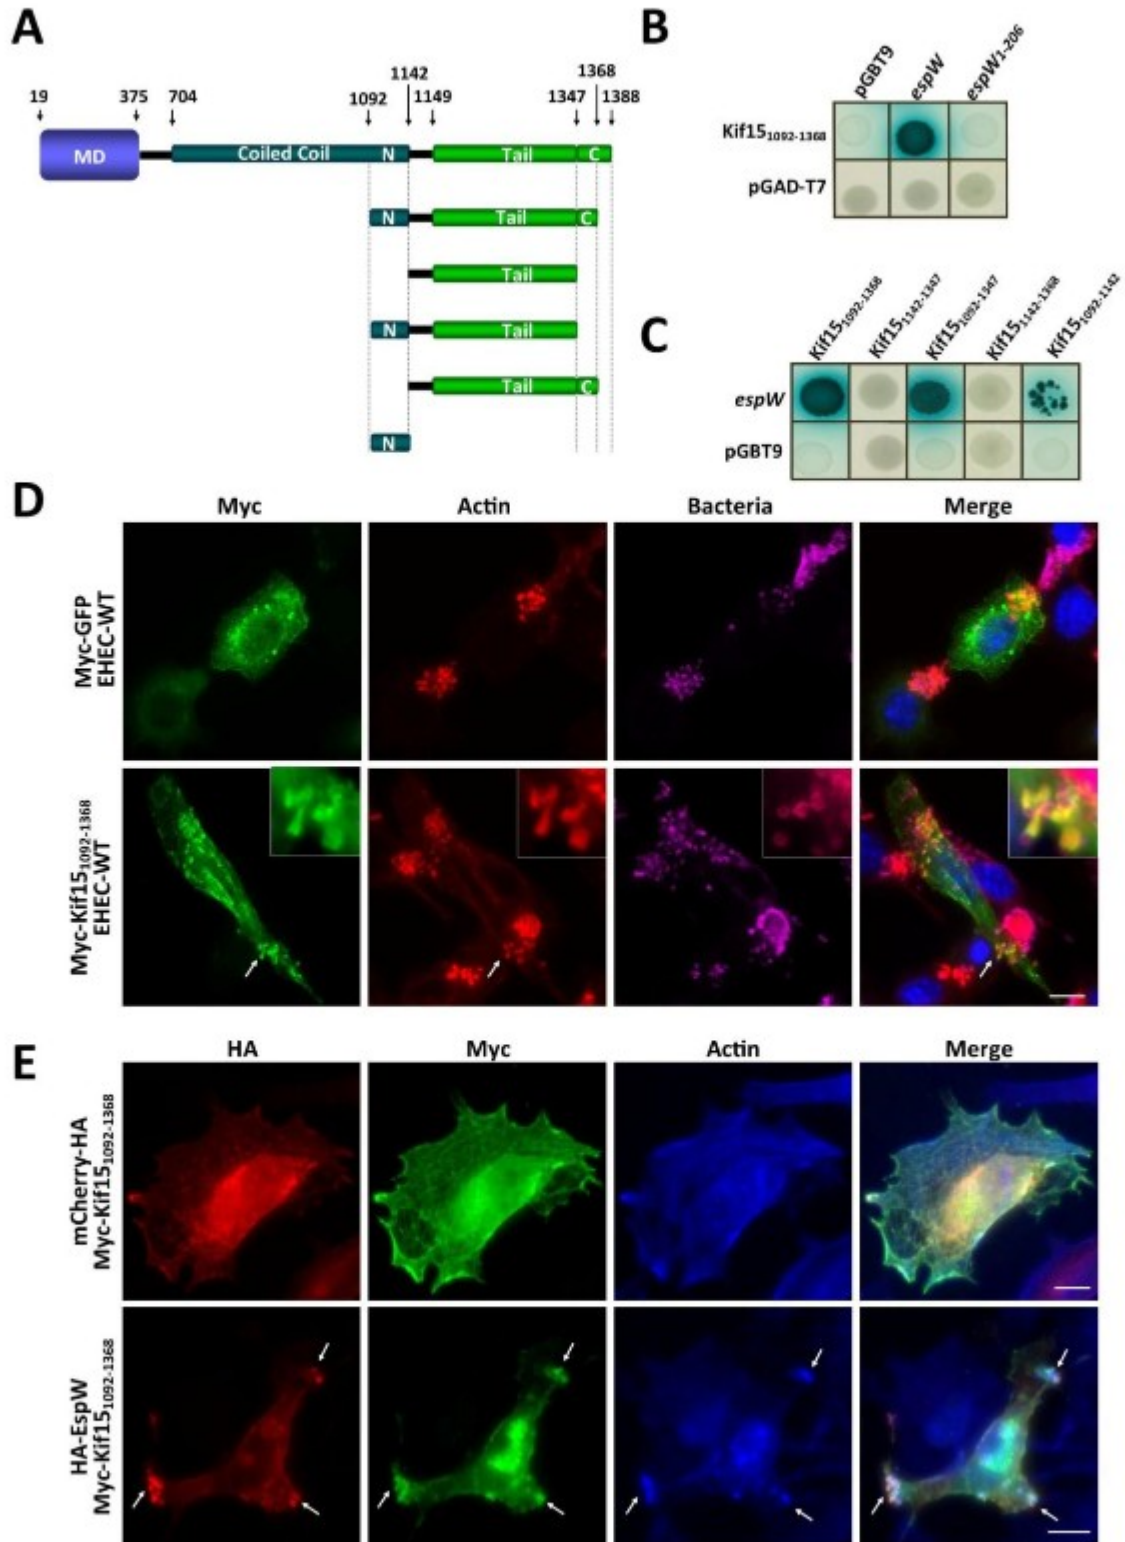 A
1142
1368
19
375
704
1092
1149
1347
1388
MD
Coiled Coil
N
Tail
C
N
Tail
C
Tail
N
Tail
Tail
C
N
B
pGBT9
espW
espW1-206
Kif151092-1368
pGAD-T7
C
Kif151092-1368
Kif151142-1347
Kif151092-1347
Kif151142-1368
Kif151092-1142
espW
pGBT9
D
Myc
Actin
Bacteria
Merge
Myc-GFP
EHEC-WT
Myc-Kif151092-1368
EHEC-WT
E
HA
Myc
Actin
Merge
mCherry-HA
Myc-Kif151092-1368
HA-EspW
Myc-Kif151092-1368